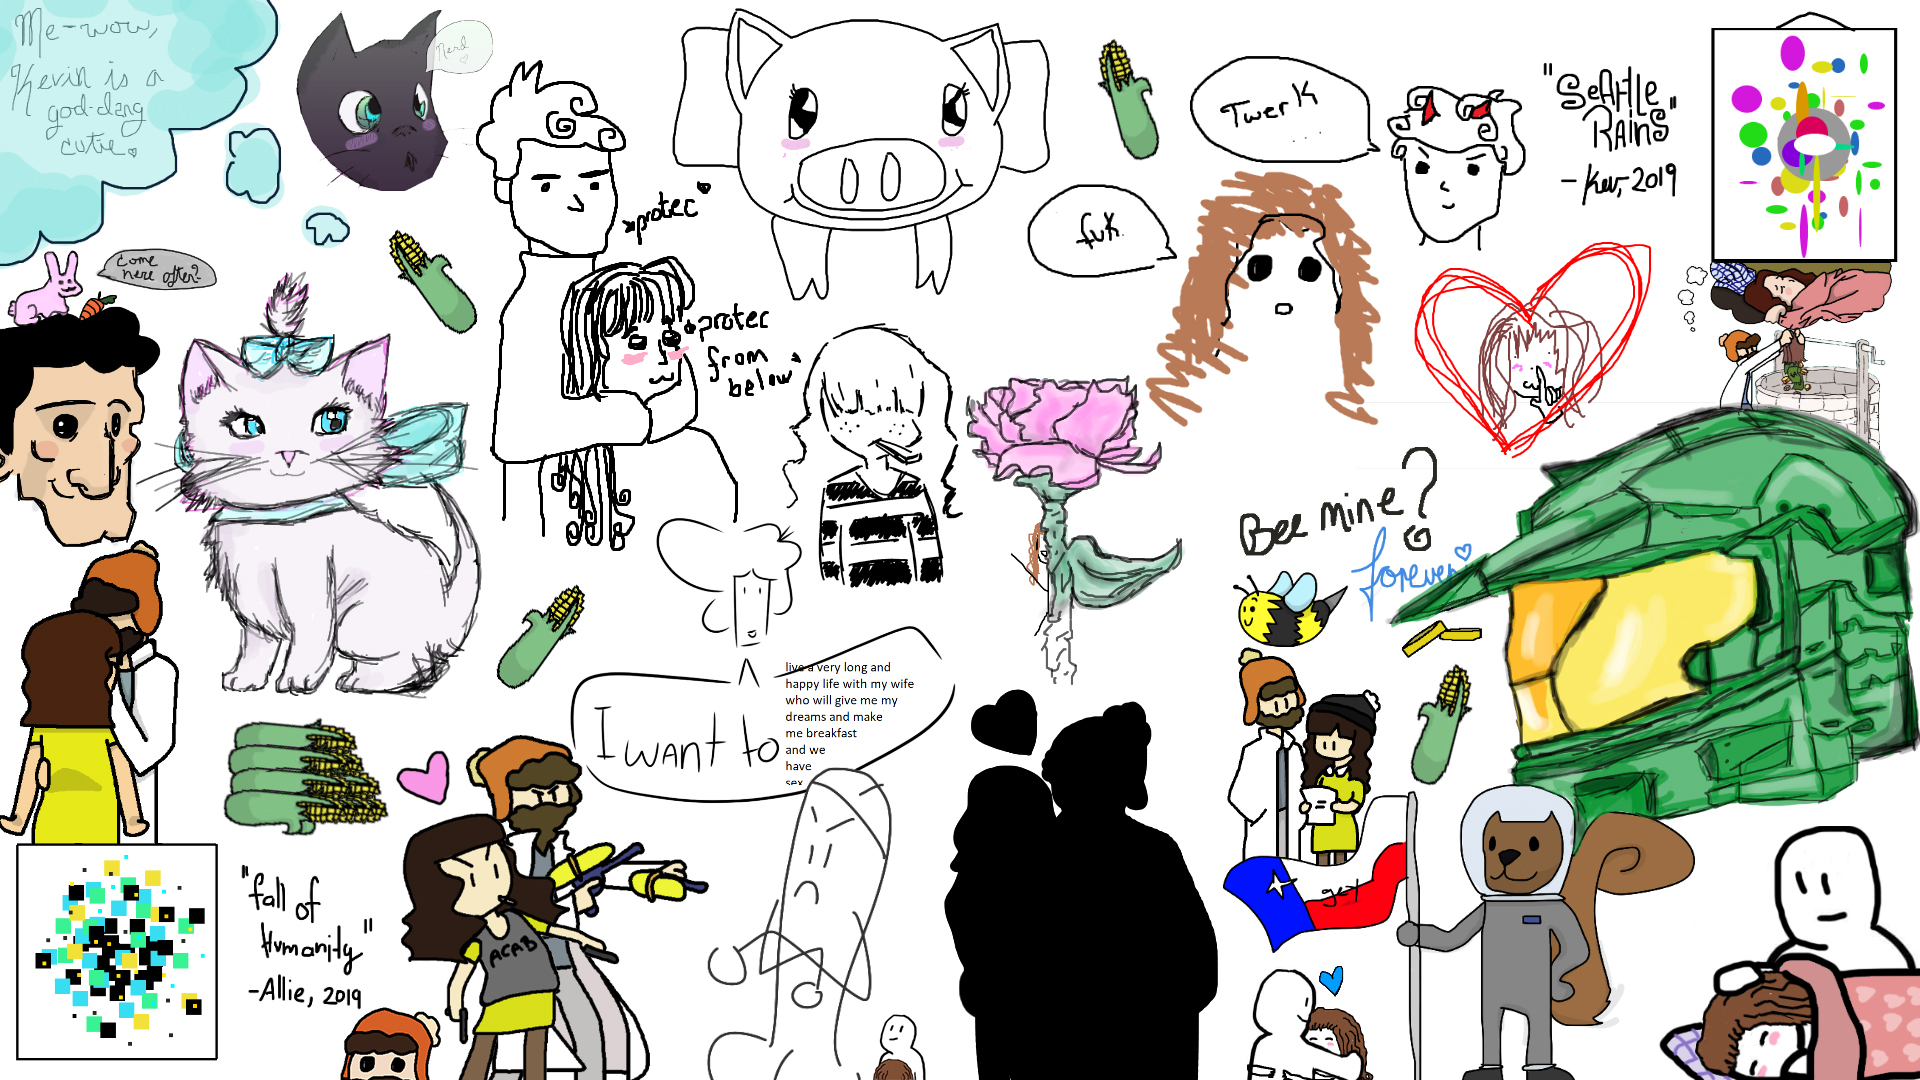 Me-wow,
Kevin is a
god-dang
cutie
Nerd
come
here often?
*protec*
*protec
from
below*
Twerk
...
fuk.
"Seattle
Rains"
-Kev, 2019
Bee mine?
forever
I want to
live a very long and
happy life with my wife
who will give me my
dreams and make
me breakfast
and we
have
sex
"fall of
Humanity"
-Allie, 2019
ACAB